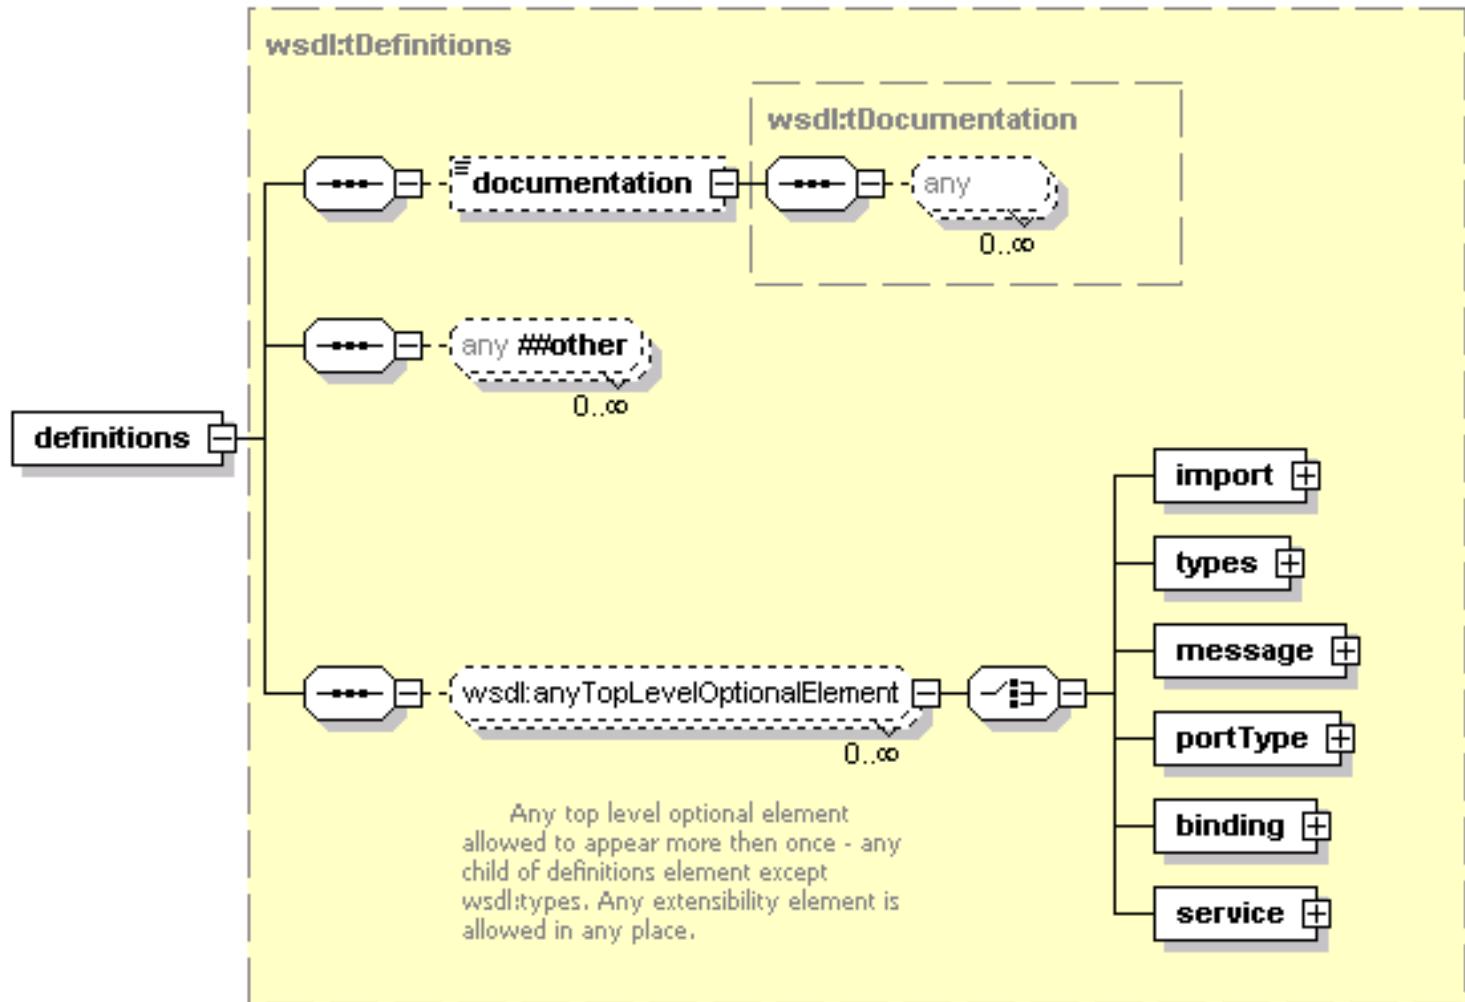 wsdl:tDefinitions
wsdl:tDocumentation
documentation
any
0..∞
any ##other
0..∞
definitions
import
types
message
wsdl:anyTopLevelOptionalElement
0..∞
portType
binding
service
Any top level optional element
allowed to appear more then once - any
child of definitions element except
wsdl:types. Any extensibility element is
allowed in any place.